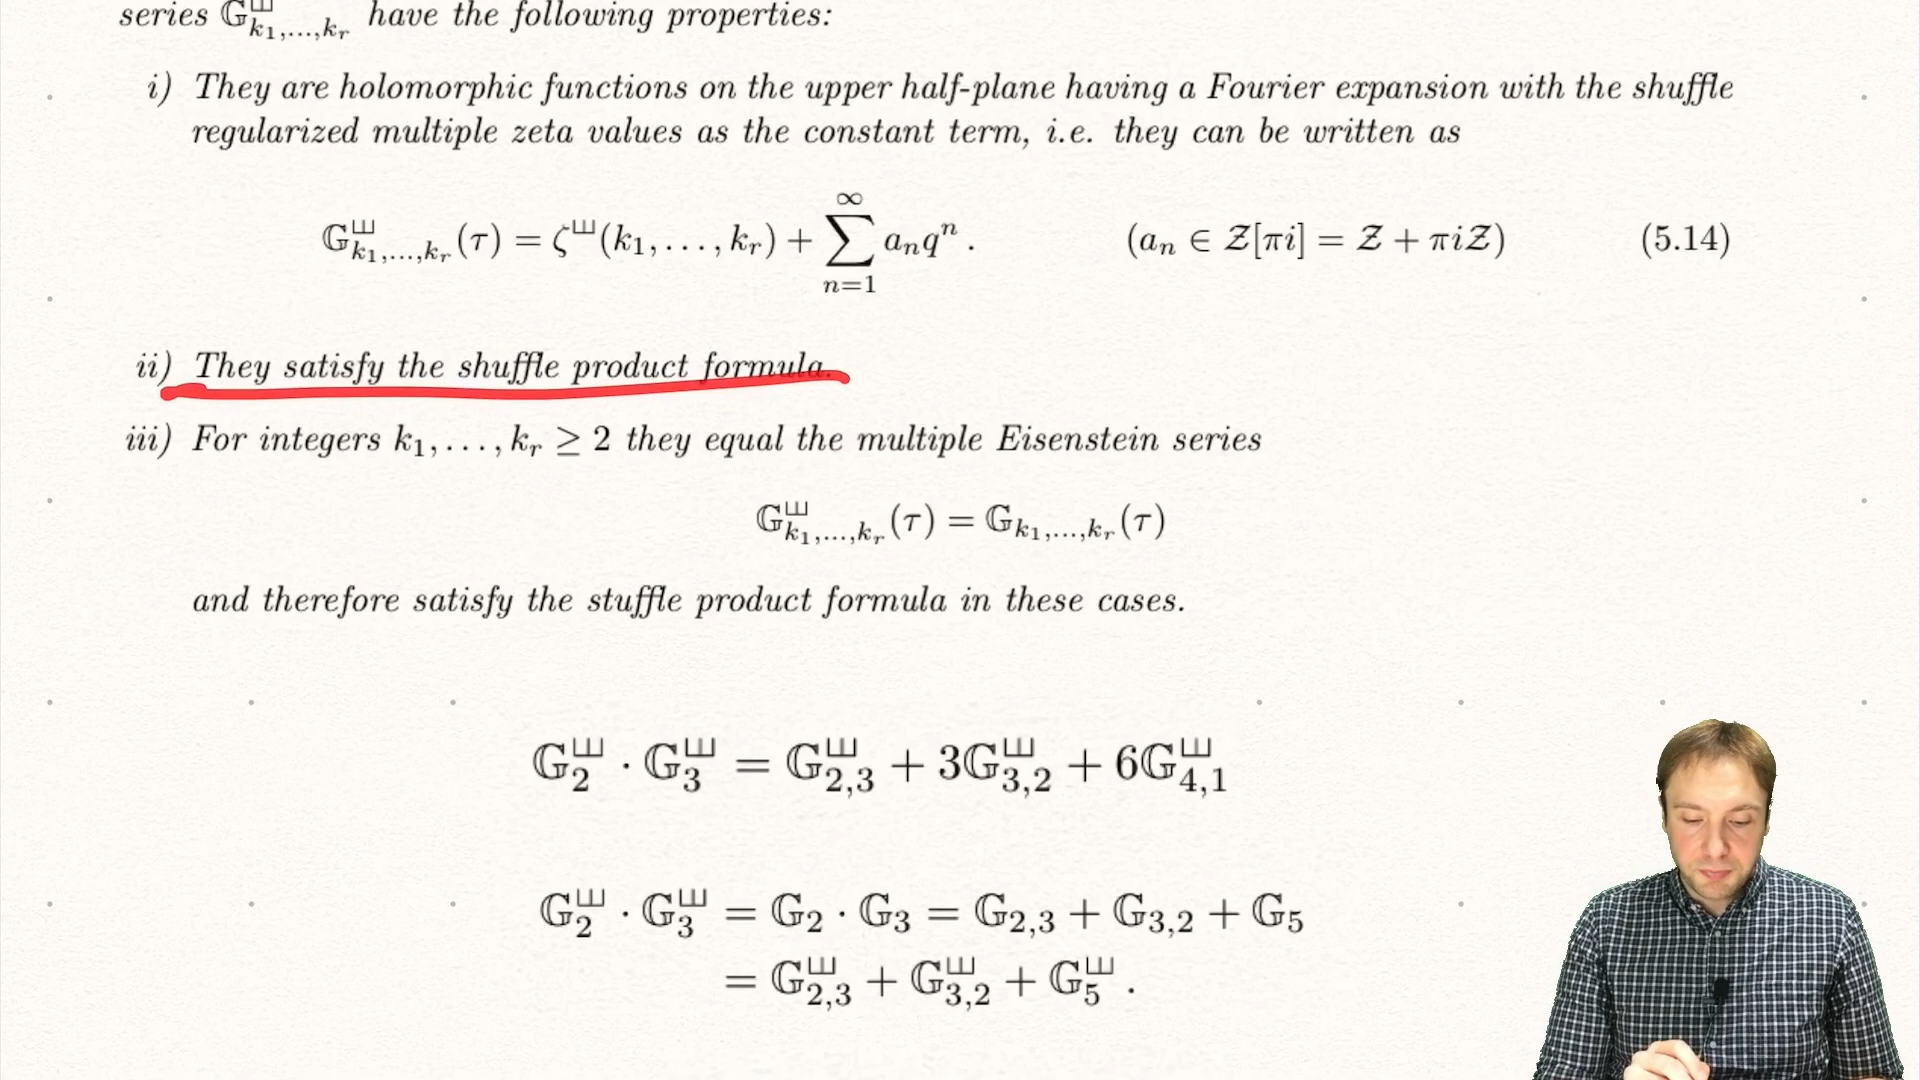 series 𝔾^Ш_{k_1,…,k_r} have the following properties:
i) They are holomorphic functions on the upper half-plane having a Fourier expansion with the shuffle
regularized multiple zeta values as the constant term, i.e. they can be written as
𝔾^Ш_{k_1,…,k_r}(τ) = ζ^Ш(k_1, …, k_r) + ∑_{n=1}^{∞} a_n q^n . (a_n ∈ 𝒵[πi] = 𝒵 + πi𝒵) (5.14)
ii) They satisfy the shuffle product formula.
iii) For integers k_1, …, k_r ≥ 2 they equal the multiple Eisenstein series
𝔾^Ш_{k_1,…,k_r}(τ) = 𝔾_{k_1,…,k_r}(τ)
and therefore satisfy the stuffle product formula in these cases.
𝔾^Ш_2 · 𝔾^Ш_3 = 𝔾^Ш_{2,3} + 3𝔾^Ш_{3,2} + 6𝔾^Ш_{4,1}
𝔾^Ш_2 · 𝔾^Ш_3 = 𝔾_2 · 𝔾_3 = 𝔾_{2,3} + 𝔾_{3,2} + 𝔾_5
= 𝔾^Ш_{2,3} + 𝔾^Ш_{3,2} + 𝔾^Ш_5 .